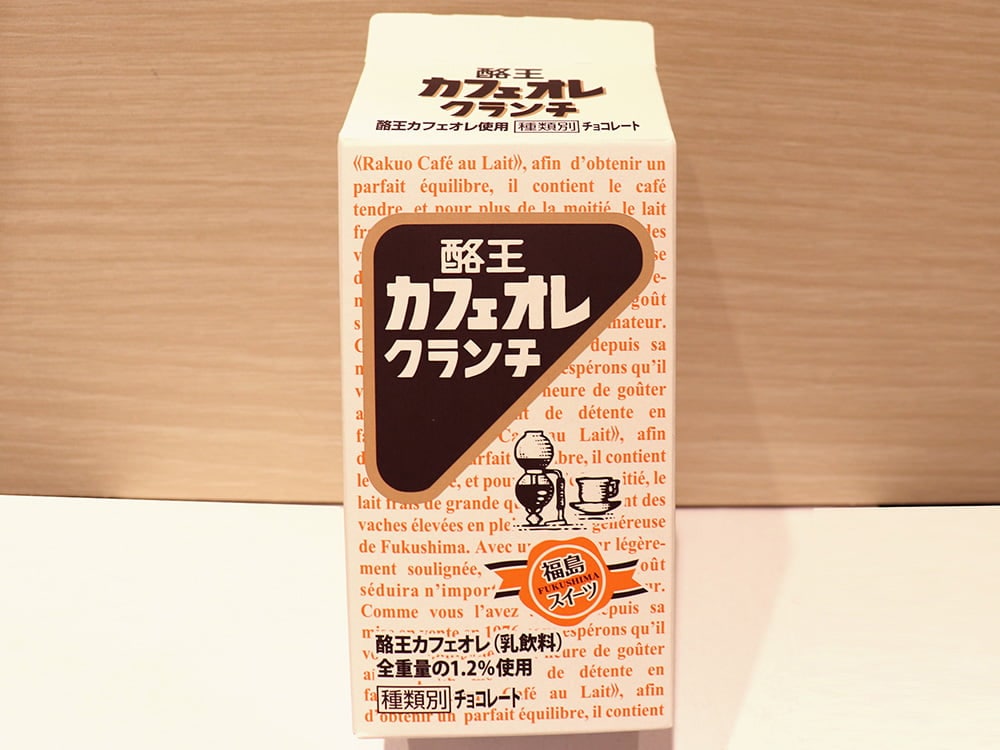 酪王
カフェオレ
クランチ
酪王カフェオレ使用 種類別 チョコレート
《Rakuo Café au Lait》, afin d'obtenir un
parfait équilibre, il contient le café
tendre, et pour plus de la moitié, le lait
酪王
カフェオレ
クランチ
goût
mateur.
depuis sa
espérons qu'il
heure de goûter
de détente en
au Lait》, afin
il contient
lait frais de grande
vaches élevées en
généreuse
de Fukushima. Avec légère-
ment soulignée,
séduira
福島
FUKUSHIMA
スイーツ
Comme vous l'avez depuis sa
espérons qu'il
酪王カフェオレ(乳飲料)
heure de goûter
全重量の1.2%使用
de détente en
種類別 チョコレート
café au Lait》, afin
d'obtenir un parfait équilibre, il contient